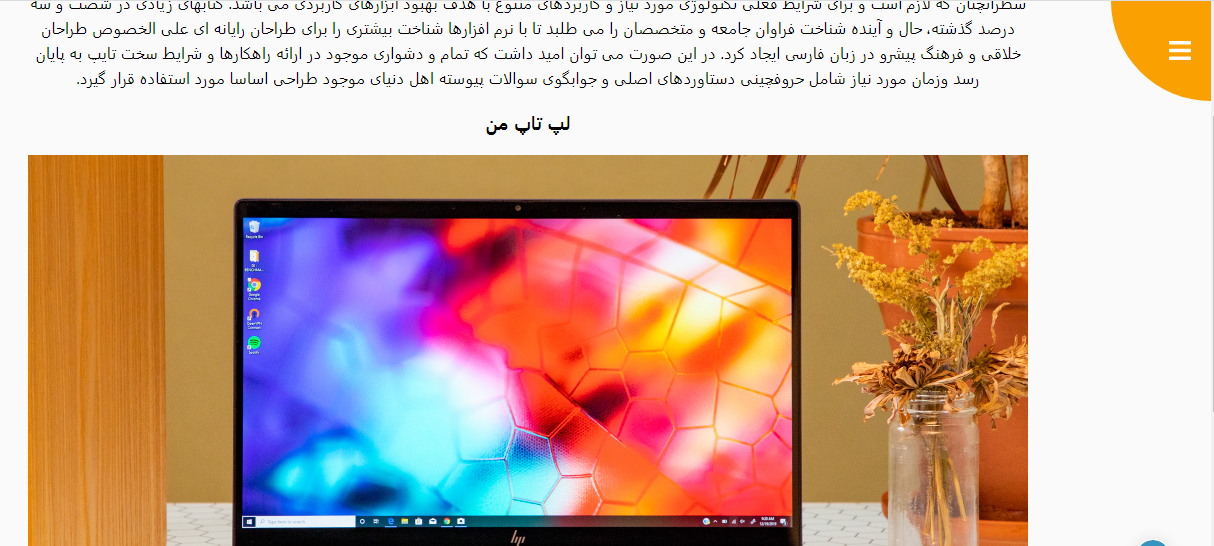 سطرآنچنان که لازم است و برای شرایط فعلی تکنولوژی مورد نیاز و کاربردهای متنوع با هدف بهبود ابزارهای کاربردی می باشد. کتابهای زیادی در شصت و سه
درصد گذشته، حال و آینده شناخت فراوان جامعه و متخصصان را می طلبد تا با نرم افزارها شناخت بیشتری را برای طراحان رایانه ای علی الخصوص طراحان
خلاقی و فرهنگ پیشرو در زبان فارسی ایجاد کرد. در این صورت می توان امید داشت که تمام و دشواری موجود در ارائه راهکارها و شرایط سخت تایپ به پایان
رسد وزمان مورد نیاز شامل حروفچینی دستاوردهای اصلی و جوابگوی سوالات پیوسته اهل دنیای موجود طراحی اساسا مورد استفاده قرار گیرد.
لپ تاپ من
Recycle Bin
Google
Chrome
OpenVPN
Connect
Spotify
Type here to search
hp